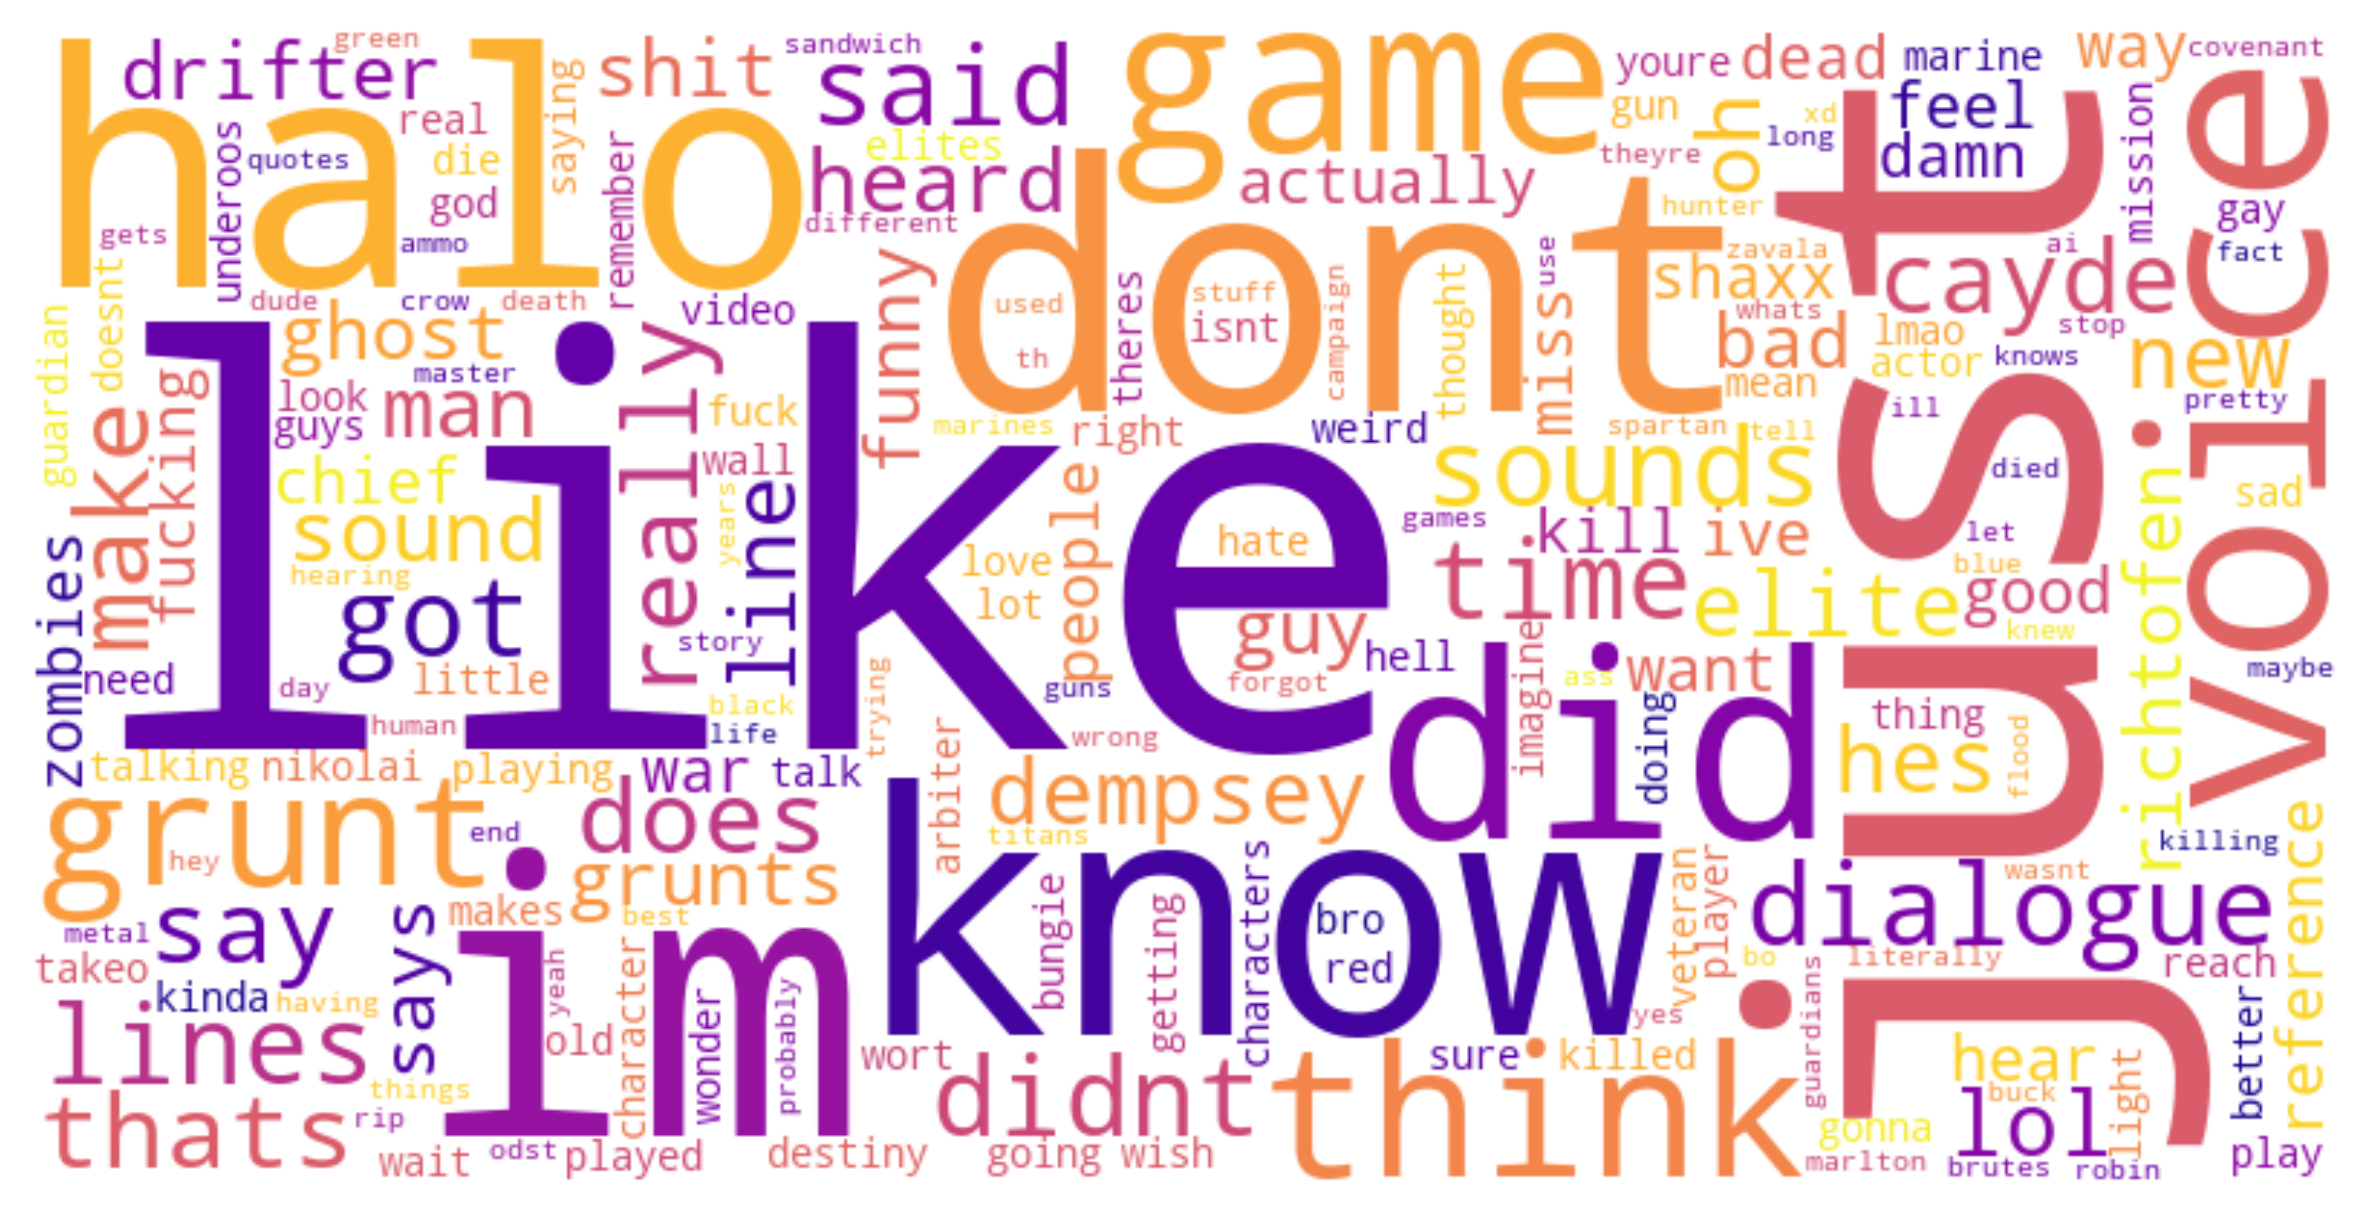 green
sandwich
game
youre
dead
marine
way
covenant
drifter
shit
said
halo
real
saying
elites
gun
xd
feel
oh
long
damn
mission
quotes
die
remember
heard
actually
theyre
underoos
god
different
hunter
gay
gets
ammo
dont
zavala
ai
fact
just
voice
doesnt
dude
crow
death
video
funny
theres
used
stuff
isnt
th
campaign
thought
use
miss
shaxx
cayde
whats
stop
guardian
ghost
bad
lmao
actor
knows
new
master
look
guys
man
really
fuck
mean
ill
pretty
make
fucking
marines
right
weird
spartan
tell
like
chief
wall
sounds
died
sad
sound
line
years
people
games
kill
ive
let
love
hate
time
blue
hearing
lot
elite
good
richtofen
zombies
got
guy
knew
story
hell
need
day
little
guns
forgot
did
imagine
ass
want
maybe
black
thing
human
life
trying
wrong
doing
hes
flood
talking
nikolai
playing
war
talk
arbiter
dempsey
grunt
end
does
titans
know
killing
reference
hey
grunts
characters
veteran
player
dialogue
wasnt
im
makes
best
bungie
getting
bro
say
says
metal
bo
literally
reach
takeo
red
kinda
having
yeah
character
wonder
probably
guardians
better
lines
old
yes
wort
sure
killed
hear
things
didnt
think
buck
light
thats
rip
gonna
lol
wait
odst
played
destiny
going
wish
marlton
brutes
robin
play